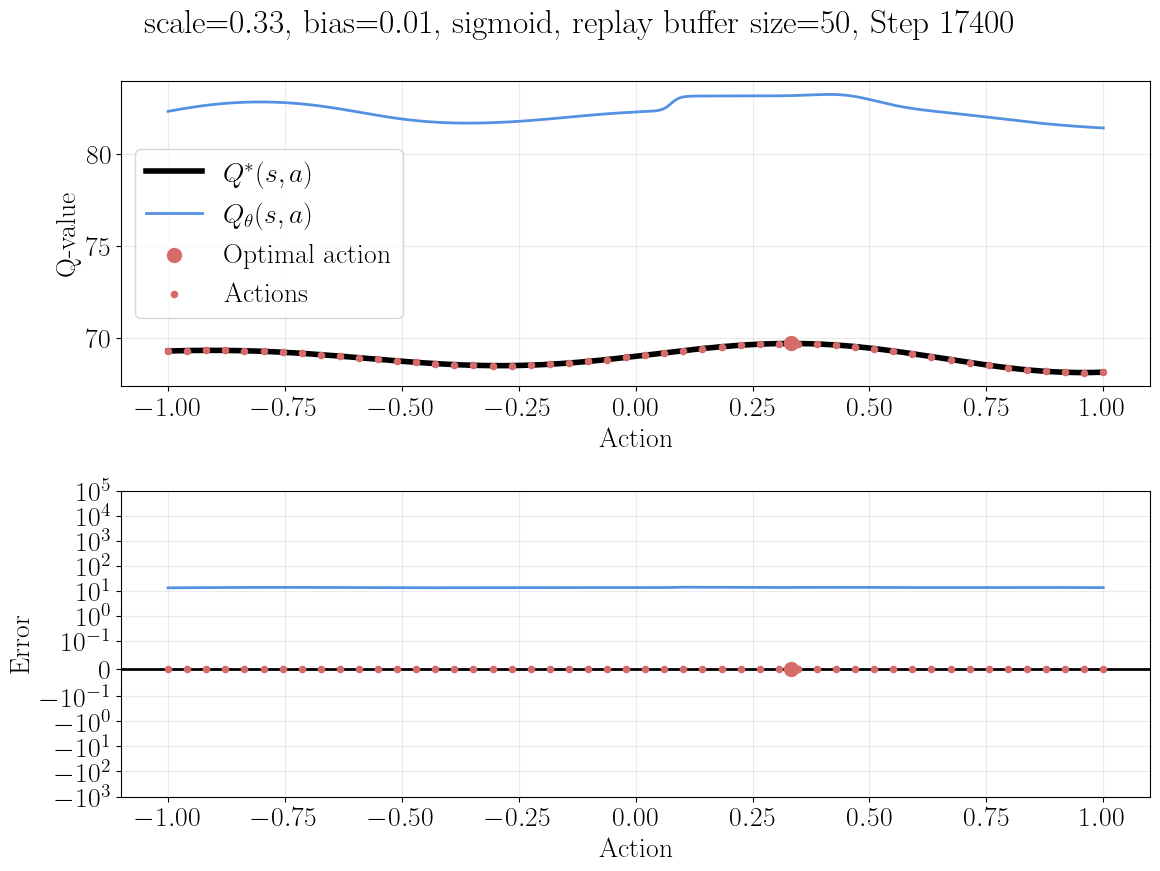 scale=0.33, bias=0.01, sigmoid, replay buffer size=50, Step 17400
Q-value
80
75
70
Q*(s, a)
Qθ(s, a)
Optimal action
Actions
−1.00 −0.75 −0.50 −0.25 0.00 0.25 0.50 0.75 1.00
Action
Error
10^5
10^4
10^3
10^2
10^1
10^0
10^−1
0
−10^−1
−10^0
−10^1
−10^2
−10^3
−1.00 −0.75 −0.50 −0.25 0.00 0.25 0.50 0.75 1.00
Action